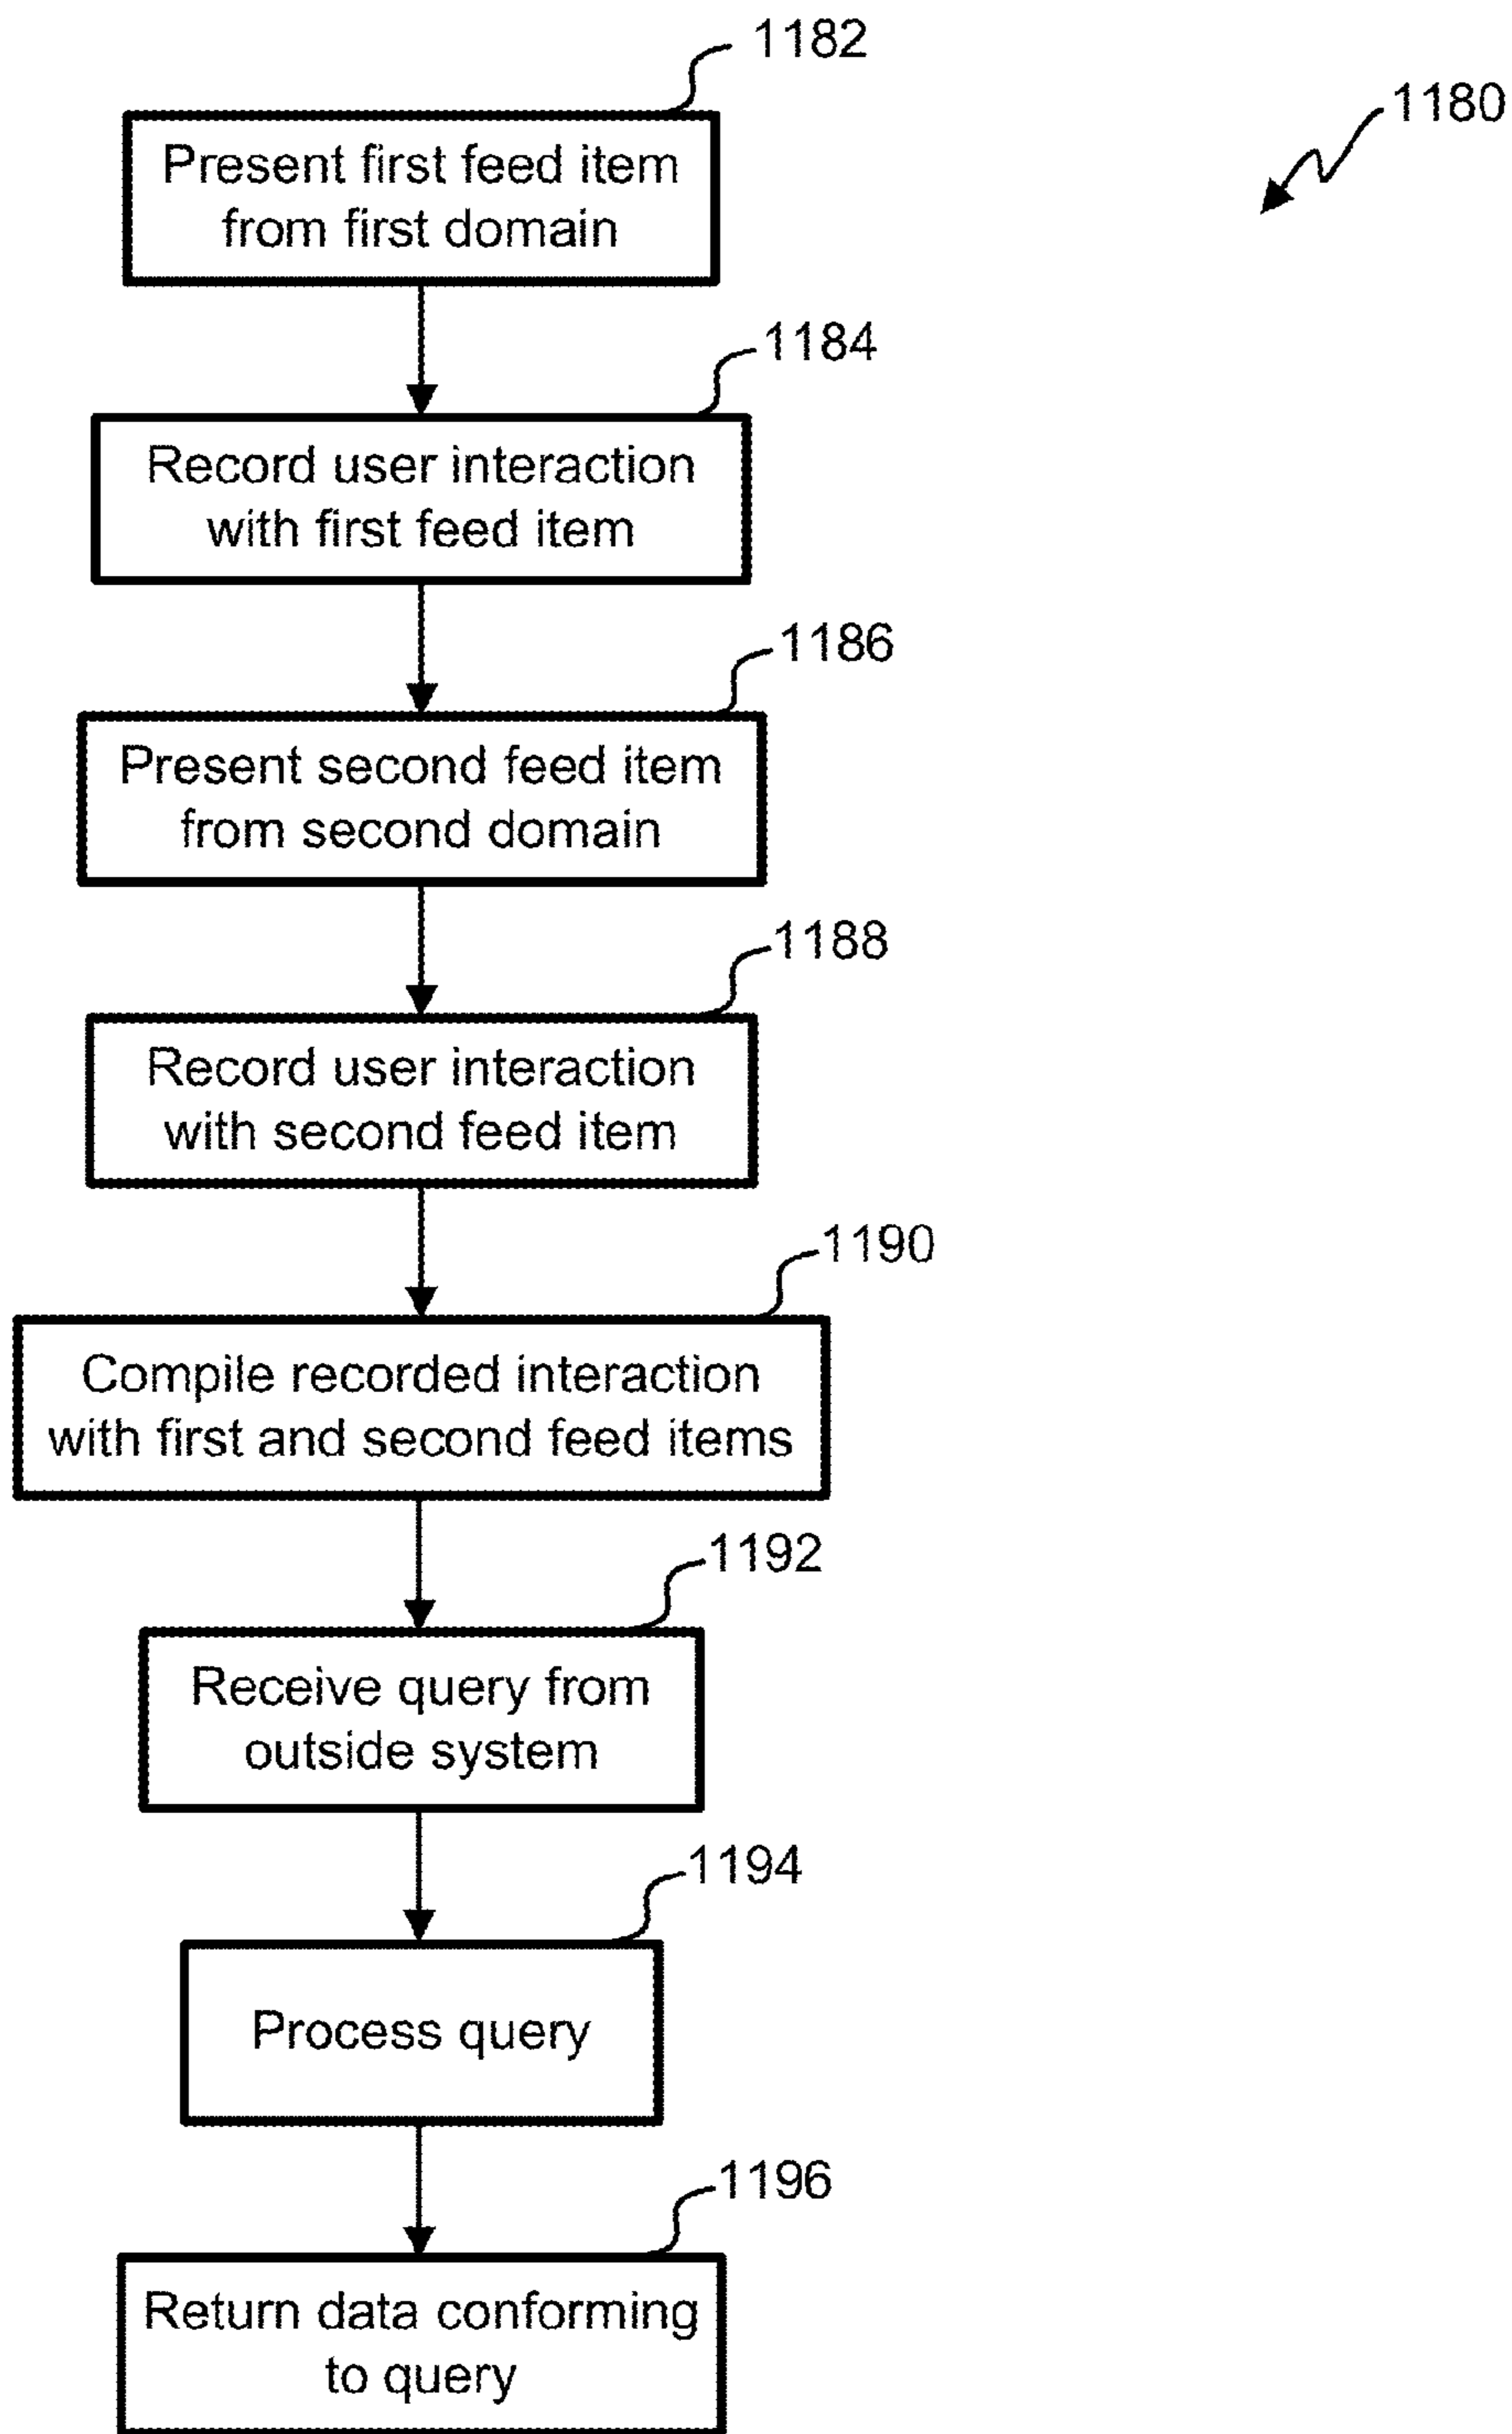 1182
1180
Present first feed item
from first domain
1184
Record user interaction
with first feed item
1186
Present second feed item
from second domain
1188
Record user interaction
with second feed item
1190
Compile recorded interaction
with first and second feed items
1192
Receive query from
outside system
1194
Process query
1196
Return data conforming
to query